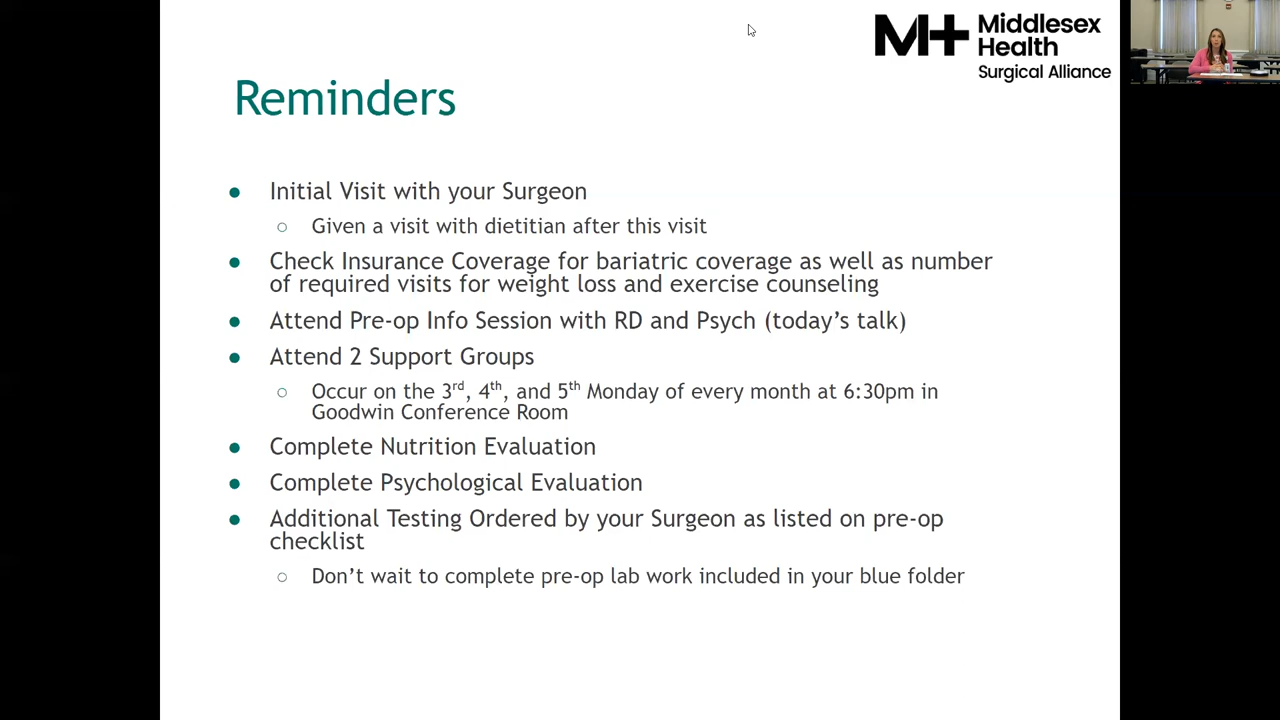 M+ Middlesex
Health
Surgical Alliance
Reminders
● Initial Visit with your Surgeon
○ Given a visit with dietitian after this visit
● Check Insurance Coverage for bariatric coverage as well as number
of required visits for weight loss and exercise counseling
● Attend Pre-op Info Session with RD and Psych (today's talk)
● Attend 2 Support Groups
○ Occur on the 3rd, 4th, and 5th Monday of every month at 6:30pm in
Goodwin Conference Room
● Complete Nutrition Evaluation
● Complete Psychological Evaluation
● Additional Testing Ordered by your Surgeon as listed on pre-op
checklist
○ Don't wait to complete pre-op lab work included in your blue folder